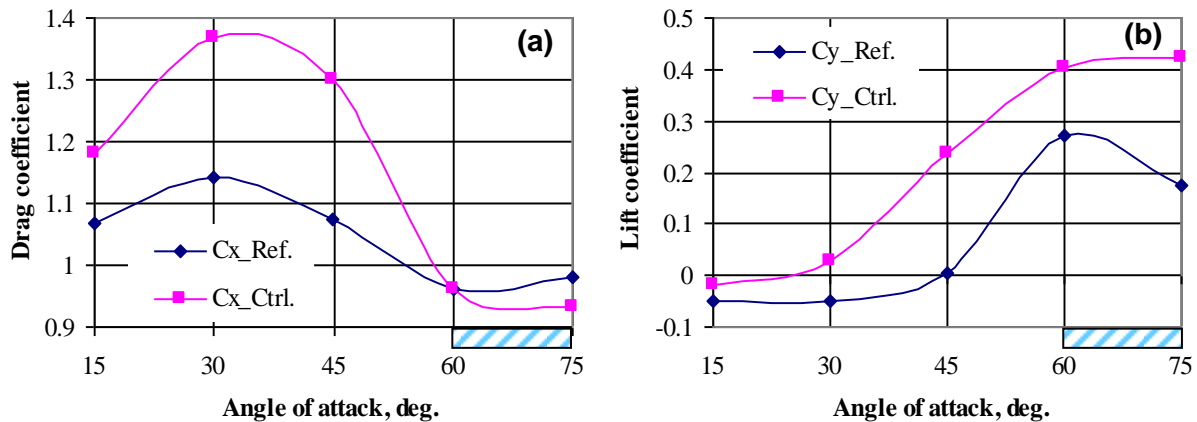 1.4
1.3
1.2
1.1
1
0.9
Drag coefficient
(a)
Cx_Ref.
Cx_Ctrl.
15 30 45 60 75
Angle of attack, deg.
0.5
0.4
0.3
0.2
0.1
0
-0.1
Lift coefficient
(b)
Cy_Ref.
Cy_Ctrl.
15 30 45 60 75
Angle of attack, deg.